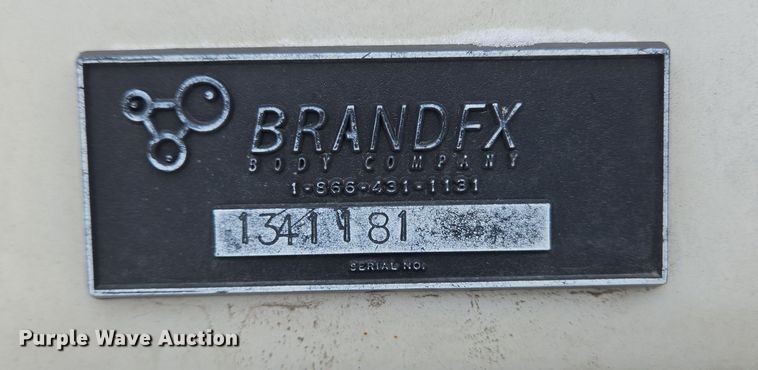 BRANDFX
BODY COMPANY
1-866-431-1131
1341181
SERIAL NO.
Purple Wave Auction